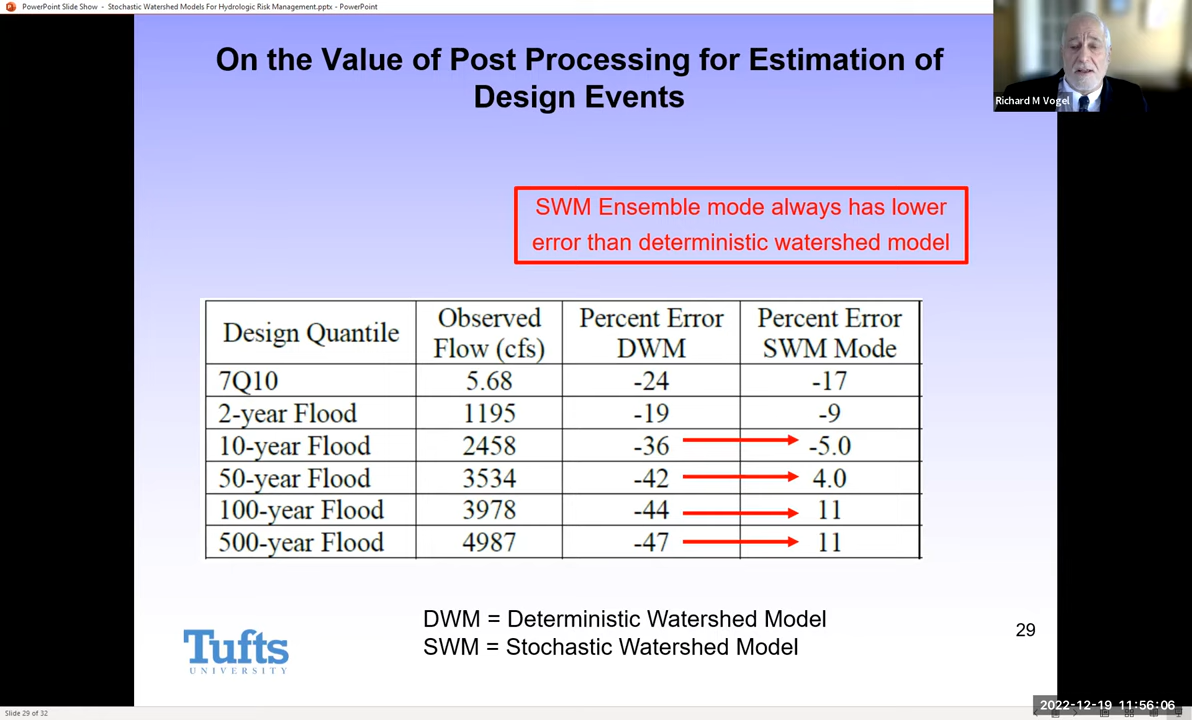 PowerPoint Slide Show - Stochastic Watershed Models For Hydrologic Risk Management.pptx - PowerPoint
On the Value of Post Processing for Estimation of
Design Events
Richard M Vogel
SWM Ensemble mode always has lower
error than deterministic watershed model
Design Quantile Observed Flow (cfs) Percent Error DWM Percent Error SWM Mode
7Q10 5.68 -24 -17
2-year Flood 1195 -19 -9
10-year Flood 2458 -36 -5.0
50-year Flood 3534 -42 4.0
100-year Flood 3978 -44 11
500-year Flood 4987 -47 11
DWM = Deterministic Watershed Model
SWM = Stochastic Watershed Model
29
Tufts
UNIVERSITY
Slide 29 of 32
2022-12-19 11:56:06